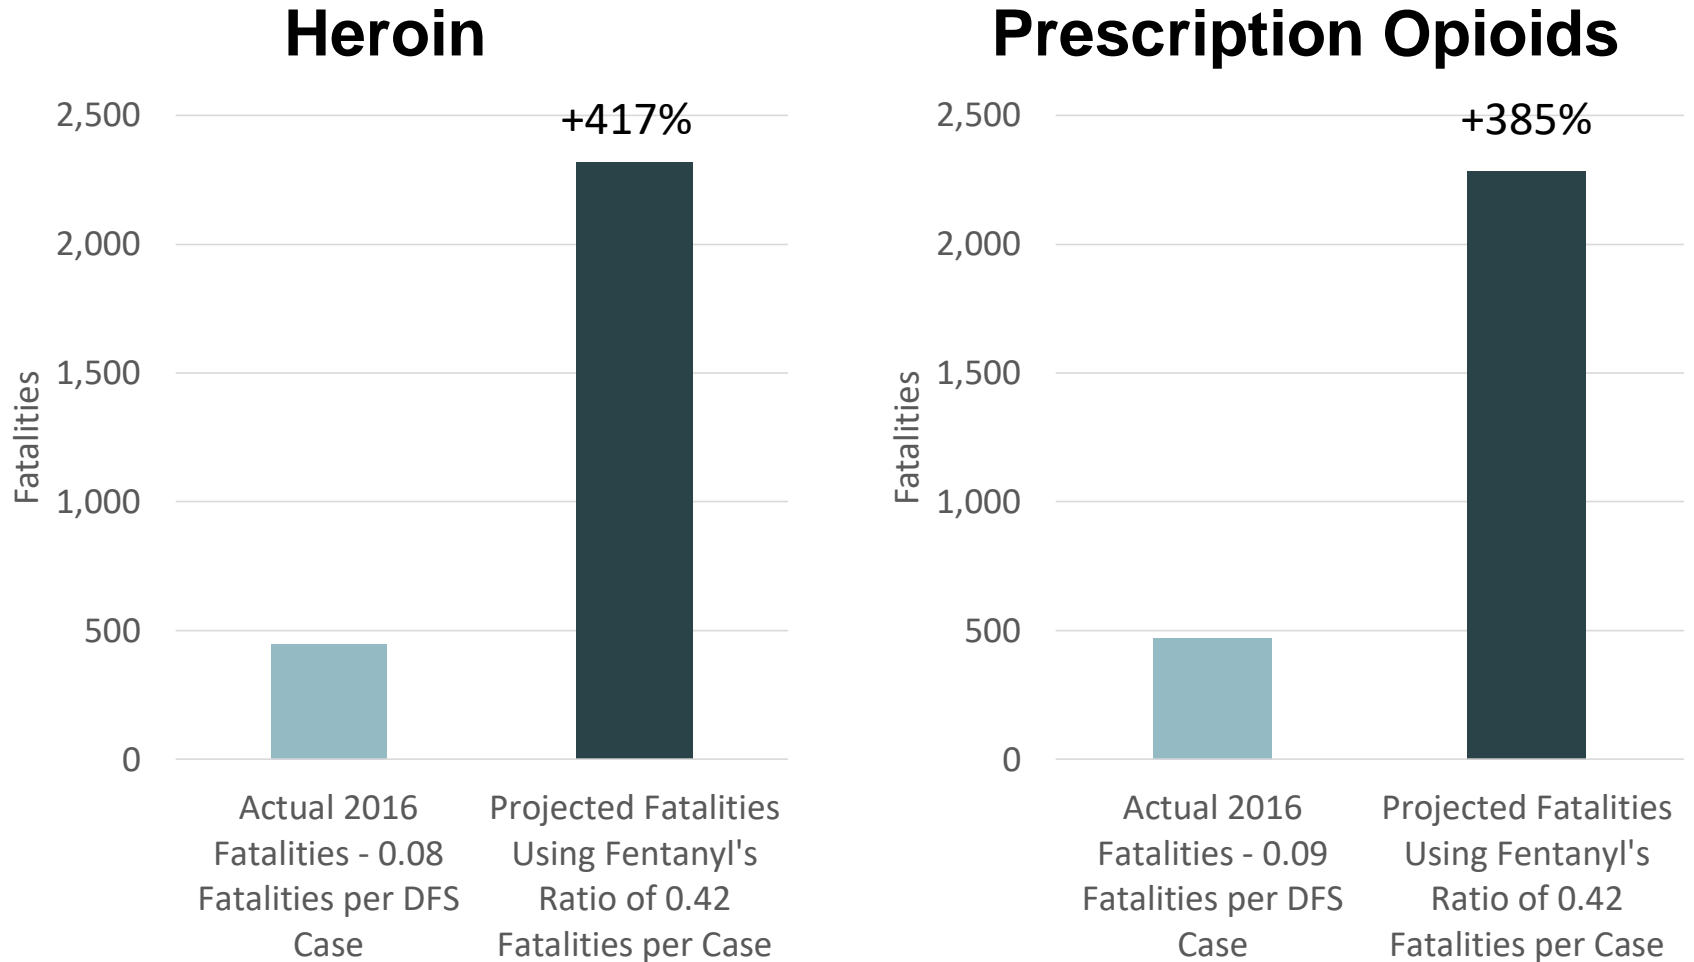 Heroin
2,500
+417%
2,000
1,500
1,000
500
0
Fatalities
Actual 2016
Fatalities - 0.08
Fatalities per DFS
Case
Projected Fatalities
Using Fentanyl's
Ratio of 0.42
Fatalities per Case
Prescription Opioids
2,500
+385%
2,000
1,500
1,000
500
0
Fatalities
Actual 2016
Fatalities - 0.09
Fatalities per DFS
Case
Projected Fatalities
Using Fentanyl's
Ratio of 0.42
Fatalities per Case